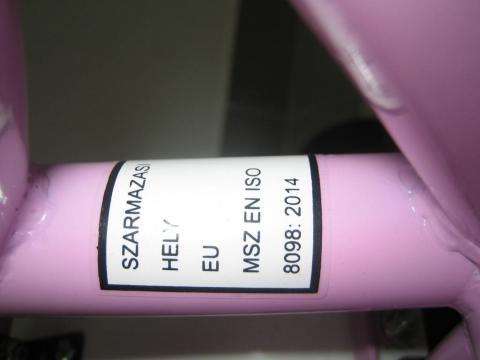 SZARMAZASI
HELY
EU
MSZ EN ISO
8098: 2014